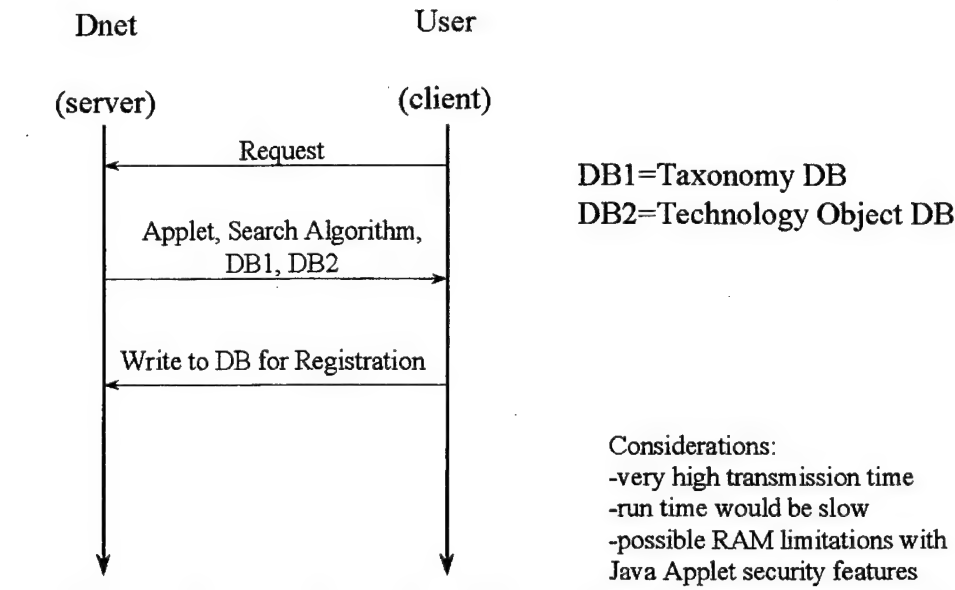 Dnet
User
(server)
(client)
Request
DB1=Taxonomy DB
DB2=Technology Object DB
Applet, Search Algorithm,
DB1, DB2
Write to DB for Registration
Considerations:
-very high transmission time
-run time would be slow
-possible RAM limitations with
Java Applet security features